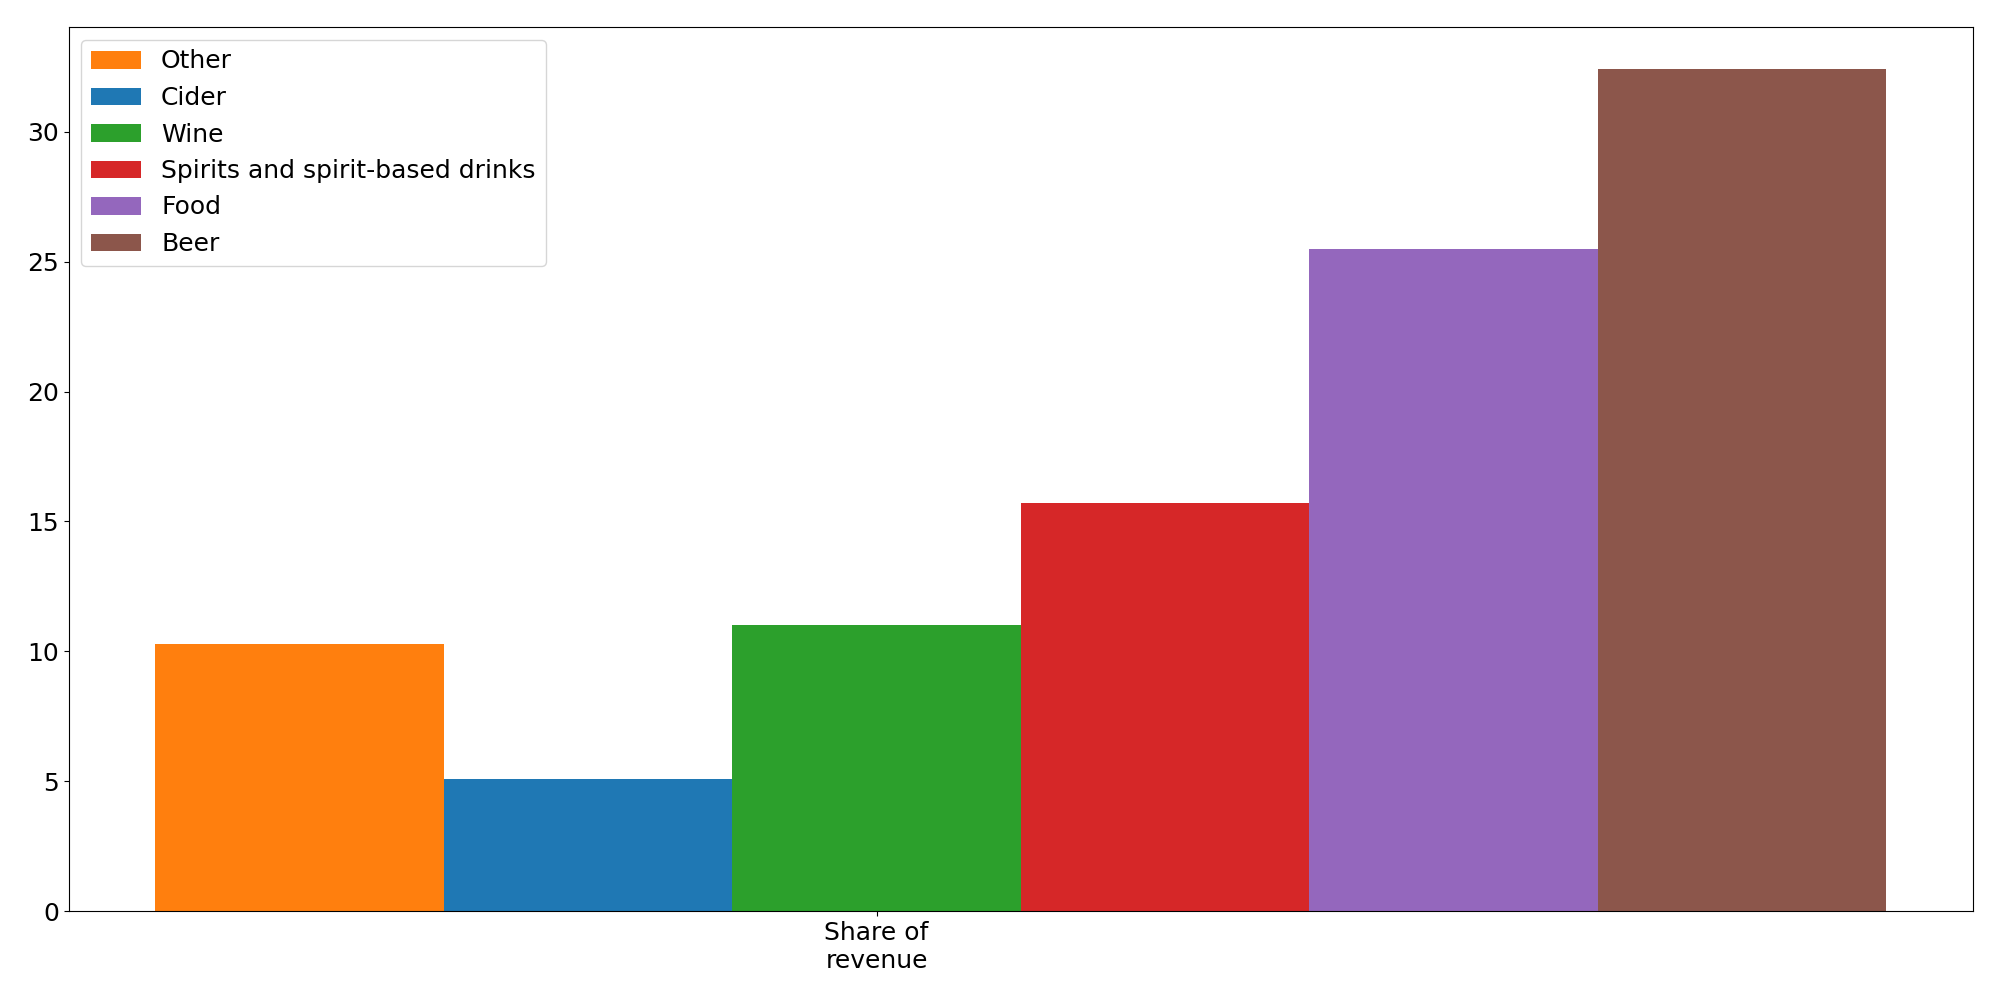 Other
Cider
Wine
Spirits and spirit-based drinks
Food
Beer
30
25
20
15
10
5
0
Share of
revenue